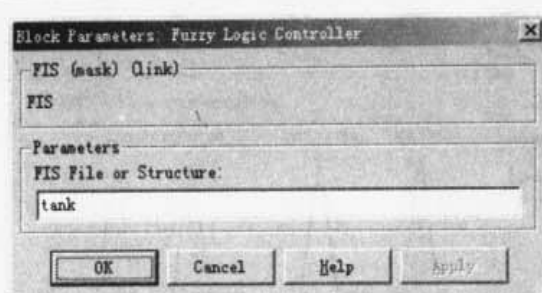 Block Parameters: Fuzzy Logic Controller
FIS (mask) (link)
FIS
Parameters
FIS File or Structure:
tank
OK Cancel Help Apply